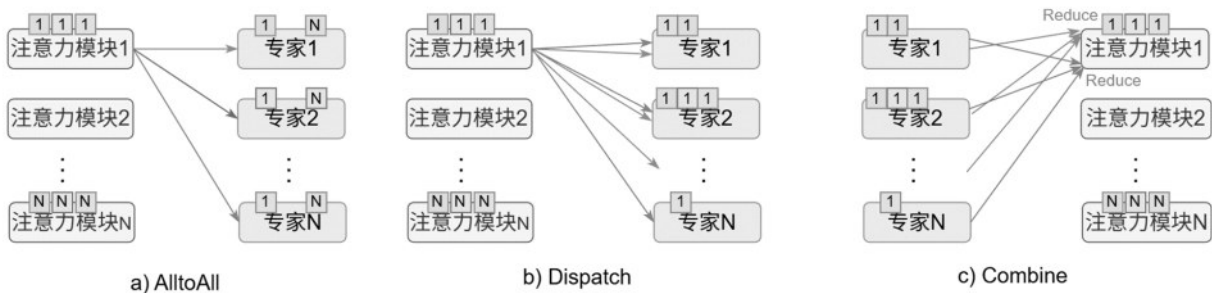 1 1 1
注意力模块1
注意力模块2
⋮
N N N
注意力模块N
1 N
专家1
1 N
专家2
⋮
1 N
专家N
a) AlltoAll
1 1 1
注意力模块1
注意力模块2
⋮
N N N
注意力模块N
1 1
专家1
1 1 1
专家2
⋮
1
专家N
b) Dispatch
1 1
专家1
1 1 1
专家2
⋮
1
专家N
Reduce
Reduce
1 1 1
注意力模块1
注意力模块2
⋮
N N N
注意力模块N
c) Combine